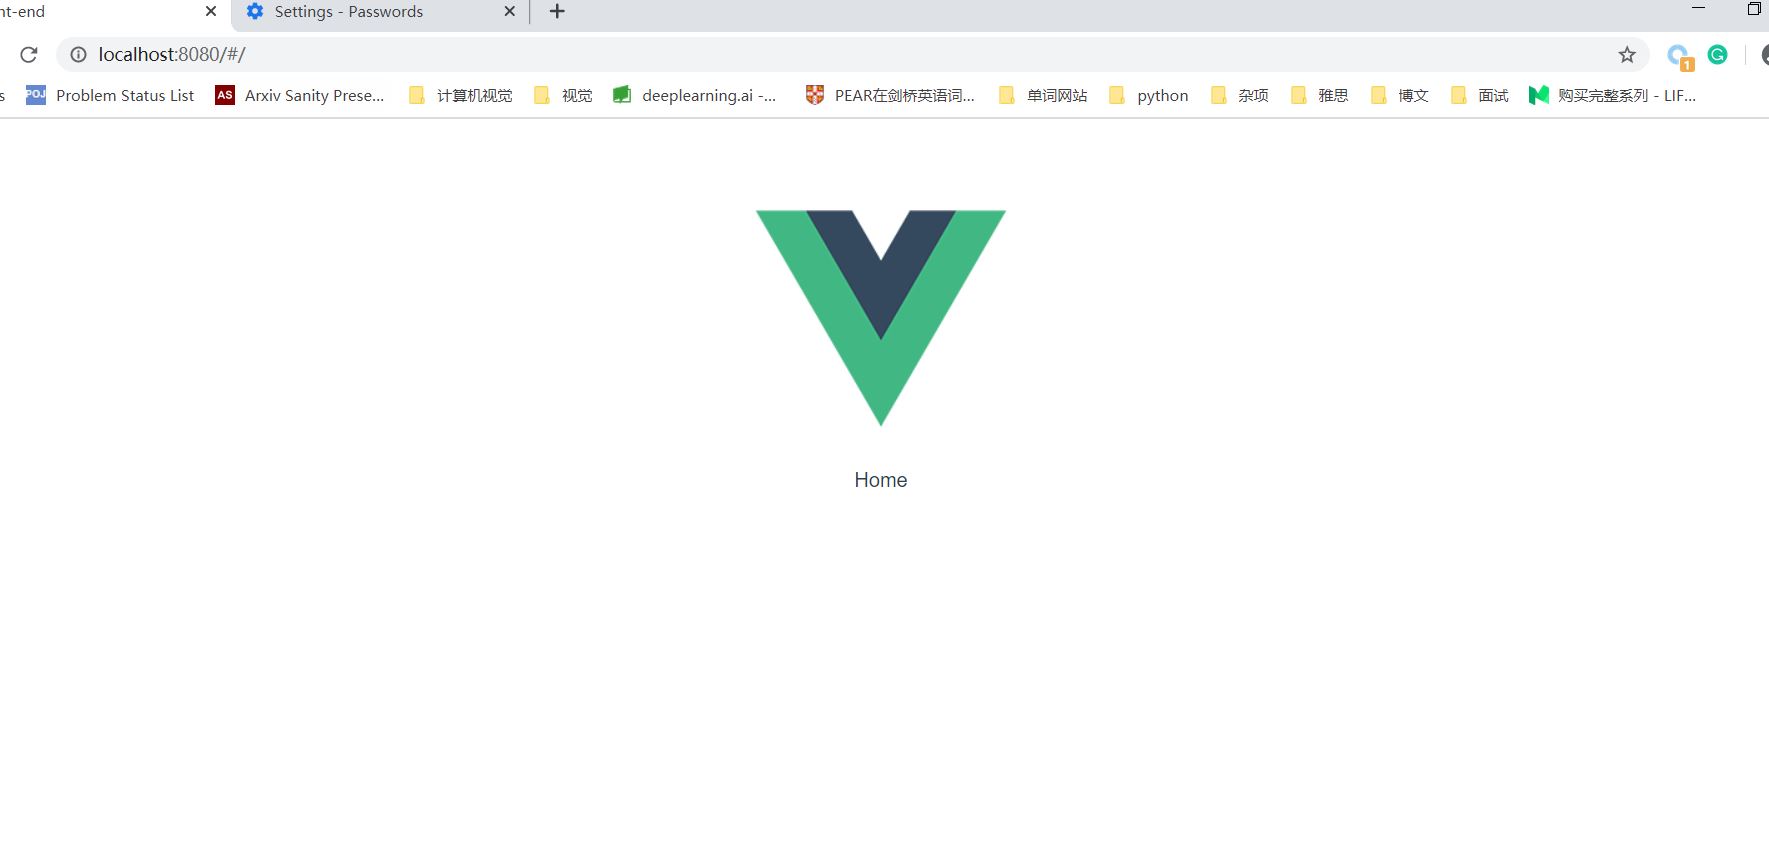 nt-end Settings - Passwords
localhost:8080/#/
1
s POJ Problem Status List AS Arxiv Sanity Prese... 计算机视觉 视觉 deeplearning.ai -... PEAR在剑桥英语词... 单词网站 python 杂项 雅思 博文 面试 购买完整系列 - LIF...
Home